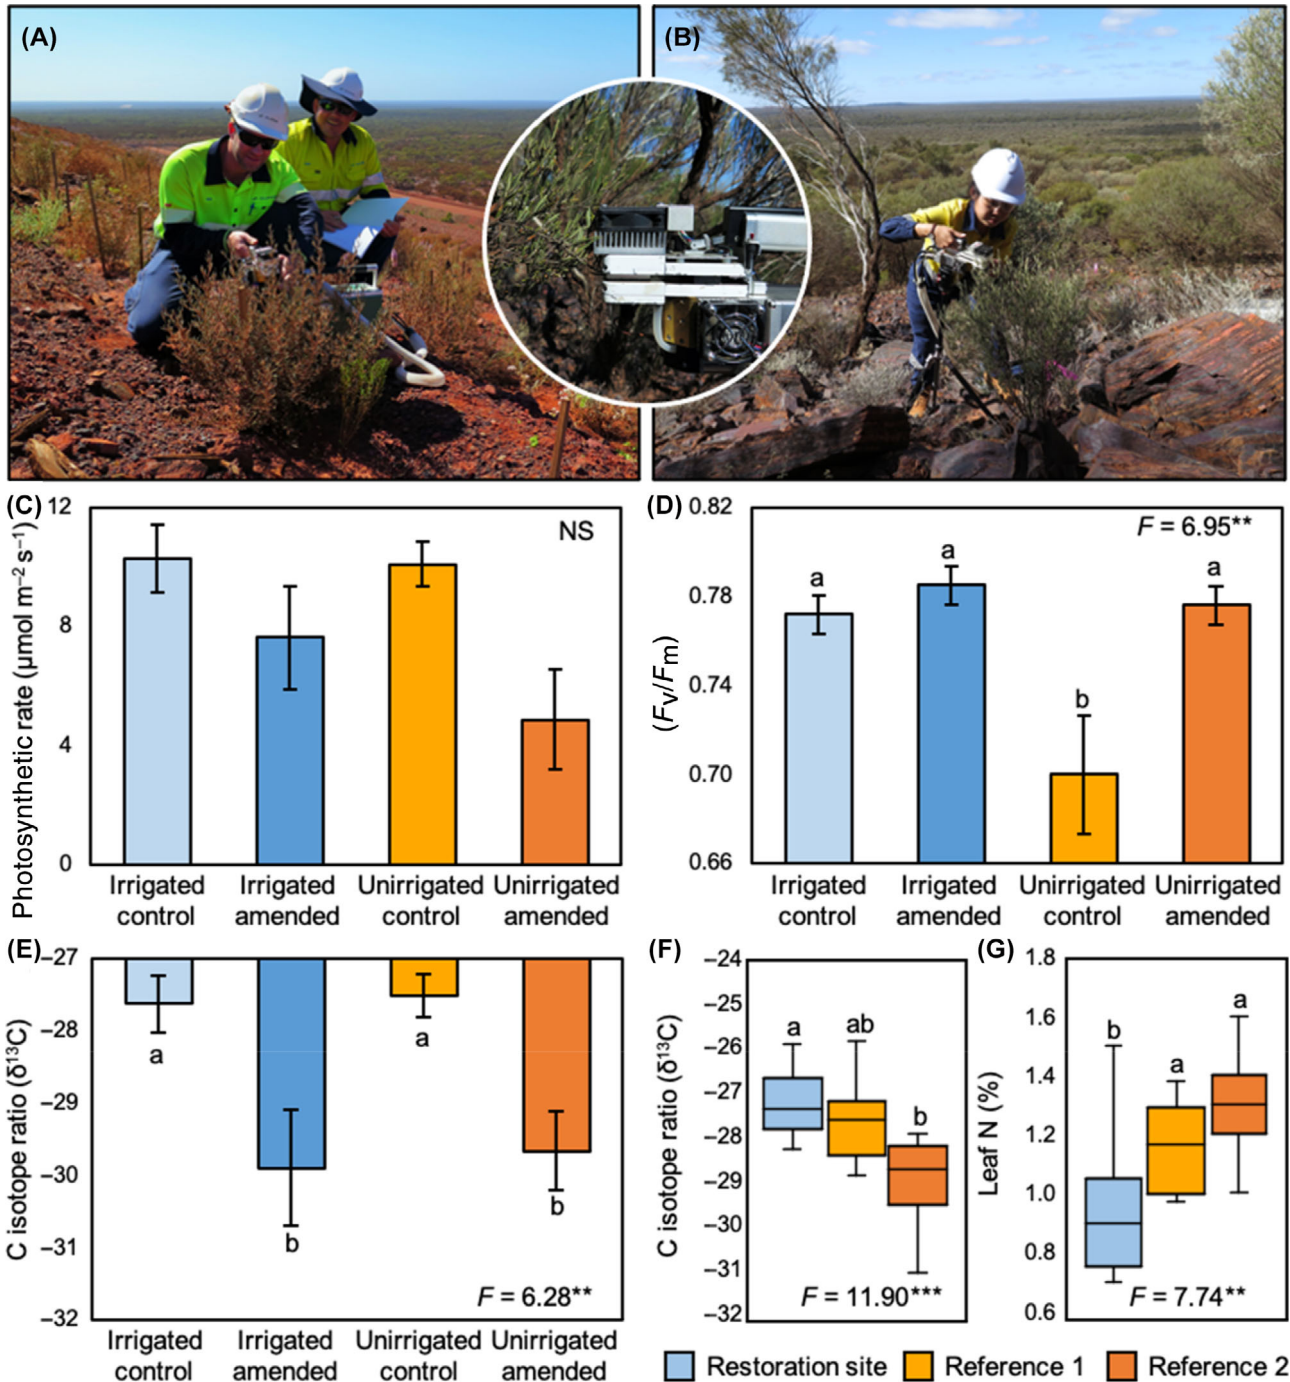 (A)
(B)
(C)
Photosynthetic rate (μmol m⁻² s⁻¹)
12
8
4
0
NS
Irrigated control
Irrigated amended
Unirrigated control
Unirrigated amended
(D)
(Fv/Fm)
0.82
0.78
0.74
0.70
0.66
F = 6.95**
a
a
b
a
Irrigated control
Irrigated amended
Unirrigated control
Unirrigated amended
(E)
C isotope ratio (δ¹³C)
–27
–28
–29
–30
–31
–32
a
b
a
b
F = 6.28**
Irrigated control
Irrigated amended
Unirrigated control
Unirrigated amended
(F)
C isotope ratio (δ¹³C)
–24
–25
–26
–27
–28
–29
–30
–31
–32
a
ab
b
F = 11.90***
(G)
Leaf N (%)
1.8
1.6
1.4
1.2
1.0
0.8
0.6
b
a
a
F = 7.74**
Restoration site
Reference 1
Reference 2